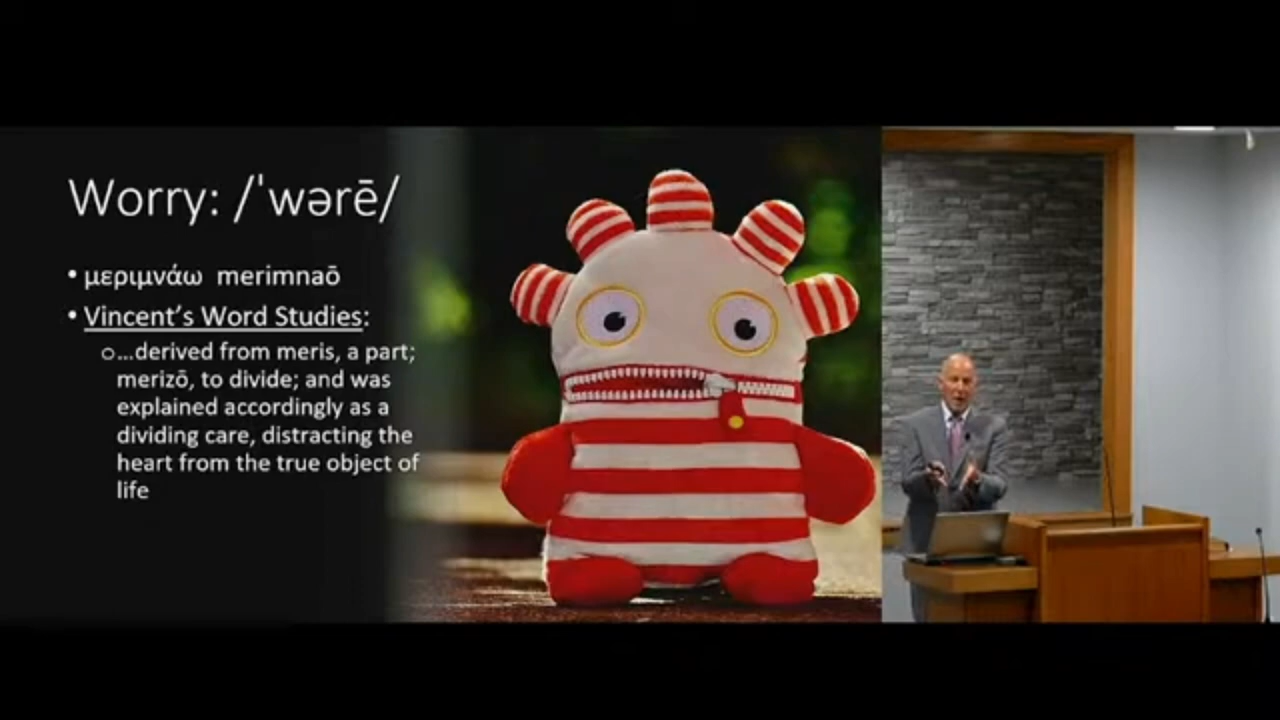 Worry: /ˈwərē/
• μεριμνάω merimnaō
• Vincent’s Word Studies:
o…derived from meris, a part;
merizō, to divide; and was
explained accordingly as a
dividing care, distracting the
heart from the true object of
life